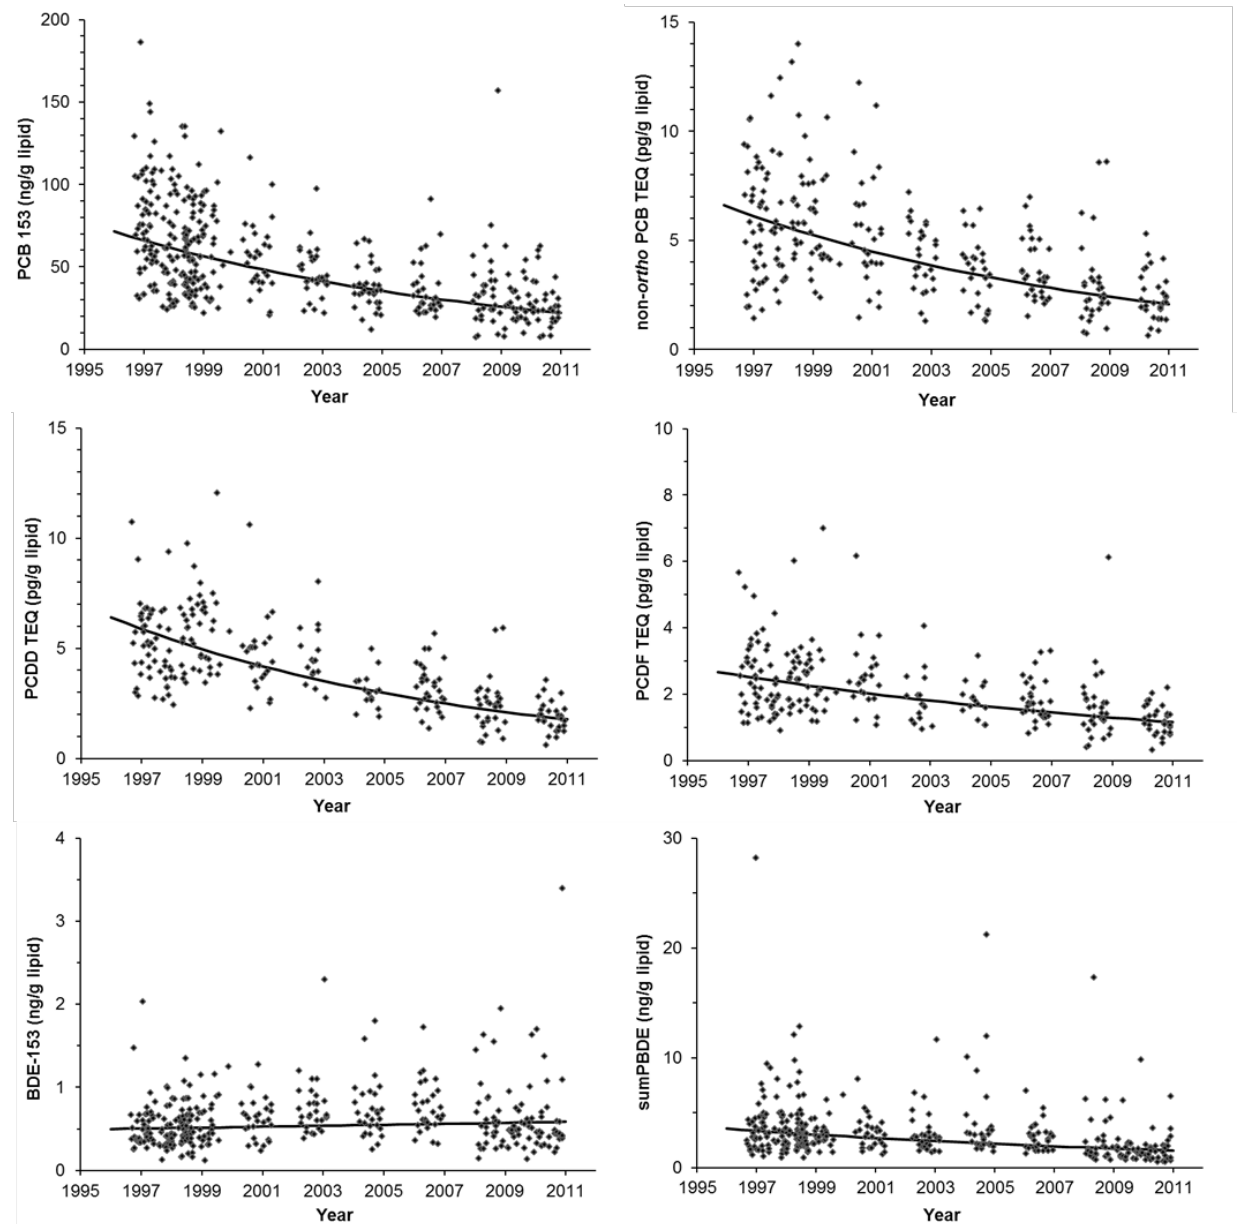 PCB 153 (ng/g lipid)
200
150
100
50
0
1995 1997 1999 2001 2003 2005 2007 2009 2011
Year
non-ortho PCB TEQ (pg/g lipid)
15
10
5
0
1995 1997 1999 2001 2003 2005 2007 2009 2011
Year
PCDD TEQ (pg/g lipid)
15
10
5
0
1995 1997 1999 2001 2003 2005 2007 2009 2011
Year
PCDF TEQ (pg/g lipid)
10
8
6
4
2
0
1995 1997 1999 2001 2003 2005 2007 2009 2011
Year
BDE-153 (ng/g lipid)
4
3
2
1
0
1995 1997 1999 2001 2003 2005 2007 2009 2011
Year
sumPBDE (ng/g lipid)
30
20
10
0
1995 1997 1999 2001 2003 2005 2007 2009 2011
Year